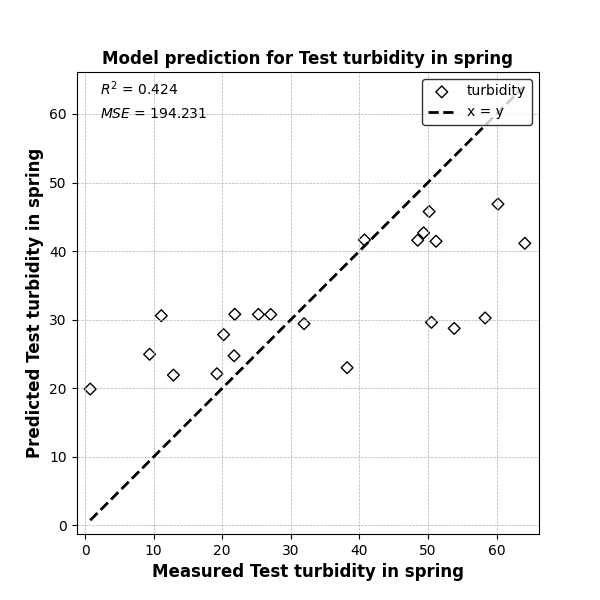 Model prediction for Test turbidity in spring
R² = 0.424
MSE = 194.231
turbidity
x = y
60
50
40
30
20
10
0
Predicted Test turbidity in spring
0 10 20 30 40 50 60
Measured Test turbidity in spring